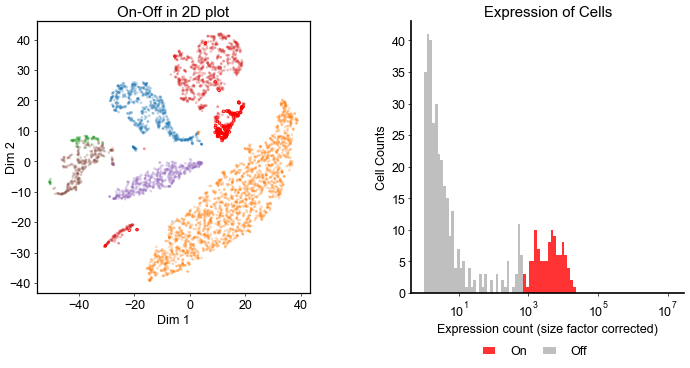 On-Off in 2D plot
40
30
20
10
0
−10
−20
−30
−40
Dim 2
−40 −20 0 20 40
Dim 1
Expression of Cells
40
35
30
25
20
15
10
5
0
Cell Counts
10^1 10^3 10^5 10^7
Expression count (size factor corrected)
On Off